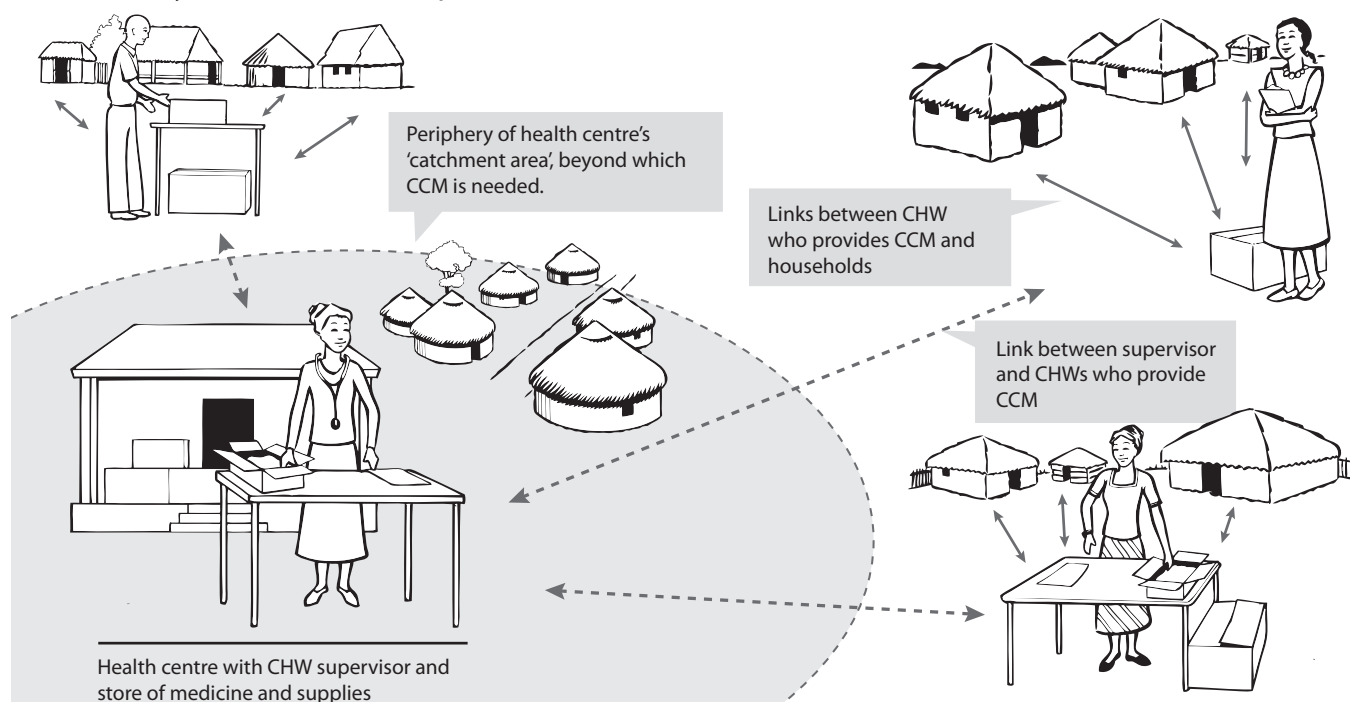 Periphery of health centre's
'catchment area', beyond which
CCM is needed.
Links between CHW
who provides CCM and
households
Link between supervisor
and CHWs who provide
CCM
Health centre with CHW supervisor and
store of medicine and supplies